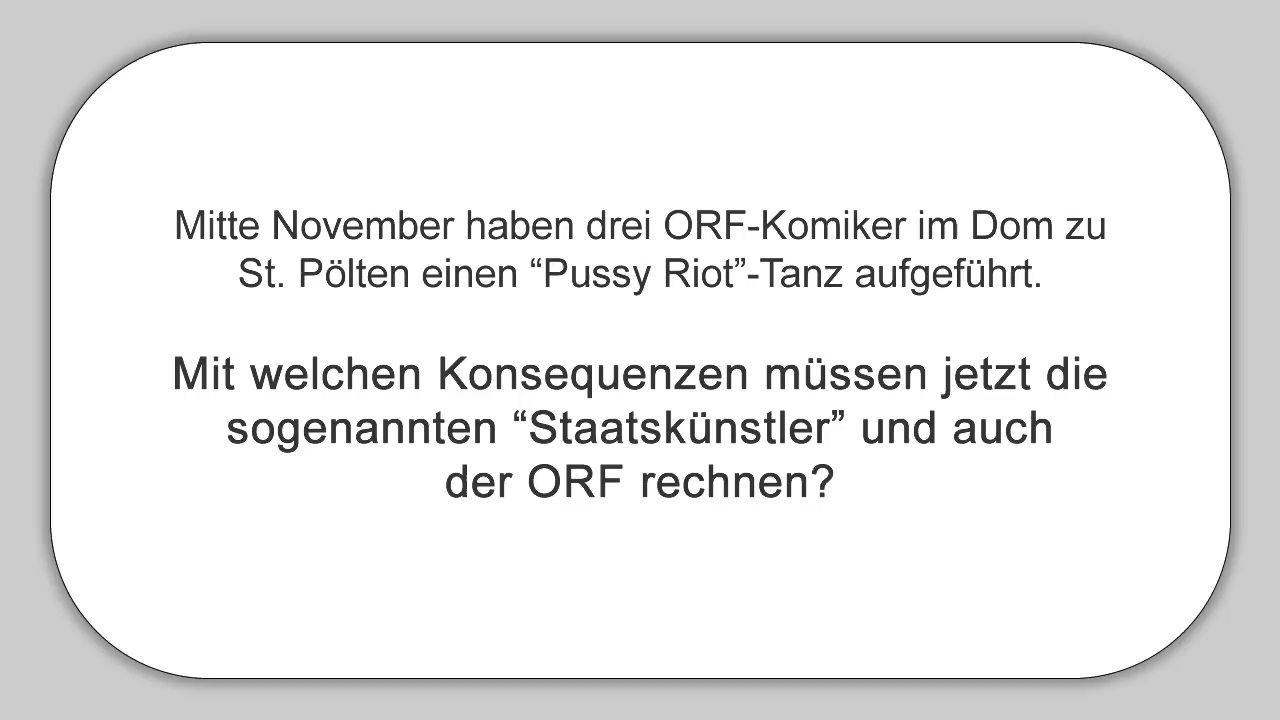 Mitte November haben drei ORF-Komiker im Dom zu
St. Pölten einen “Pussy Riot”-Tanz aufgeführt.
Mit welchen Konsequenzen müssen jetzt die
sogenannten “Staatskünstler” und auch
der ORF rechnen?